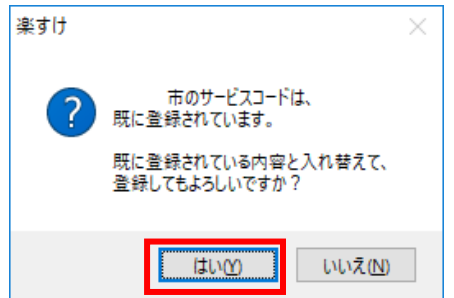 楽すけ
市のサービスコードは、
既に登録されています。
既に登録されている内容と入れ替えて、
登録してもよろしいですか？
はい(Y)
いいえ(N)